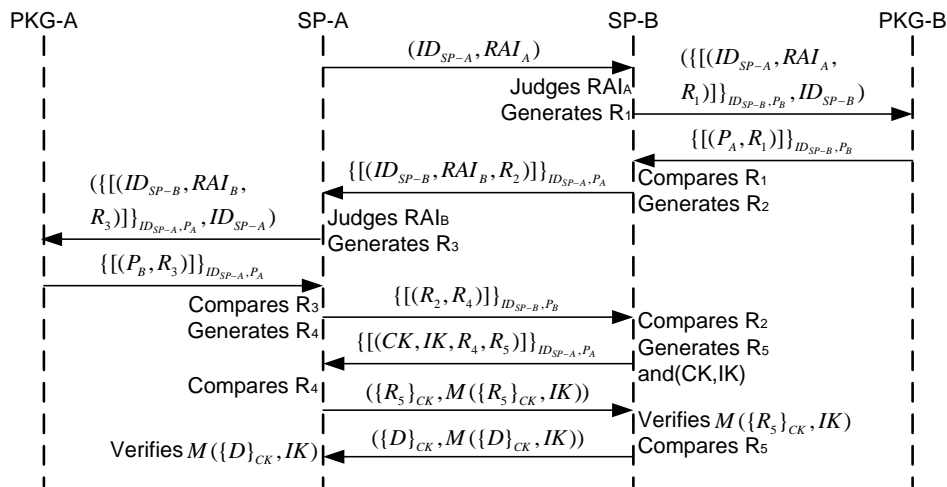 PKG-A SP-A SP-B PKG-B
(ID_{SP-A}, RAI_A)
Judges RAI_A
Generates R_1
({[(ID_{SP-A}, RAI_A,
R_1)]}_{ID_{SP-B}, P_B}, ID_{SP-B})
{[(P_A, R_1)]}_{ID_{SP-B}, P_B}
Compares R_1
Generates R_2
{[(ID_{SP-B}, RAI_B, R_2)]}_{ID_{SP-A}, P_A}
Judges RAI_B
Generates R_3
({[(ID_{SP-B}, RAI_B,
R_3)]}_{ID_{SP-A}, P_A}, ID_{SP-A})
{[(P_B, R_3)]}_{ID_{SP-A}, P_A}
Compares R_3
Generates R_4
{[(R_2, R_4)]}_{ID_{SP-B}, P_B}
Compares R_2
Generates R_5
and(CK,IK)
{[(CK, IK, R_4, R_5)]}_{ID_{SP-A}, P_A}
Compares R_4
({R_5}_{CK}, M({R_5}_{CK}, IK))
Verifies M({R_5}_{CK}, IK)
Compares R_5
({D}_{CK}, M({D}_{CK}, IK))
Verifies M({D}_{CK}, IK)